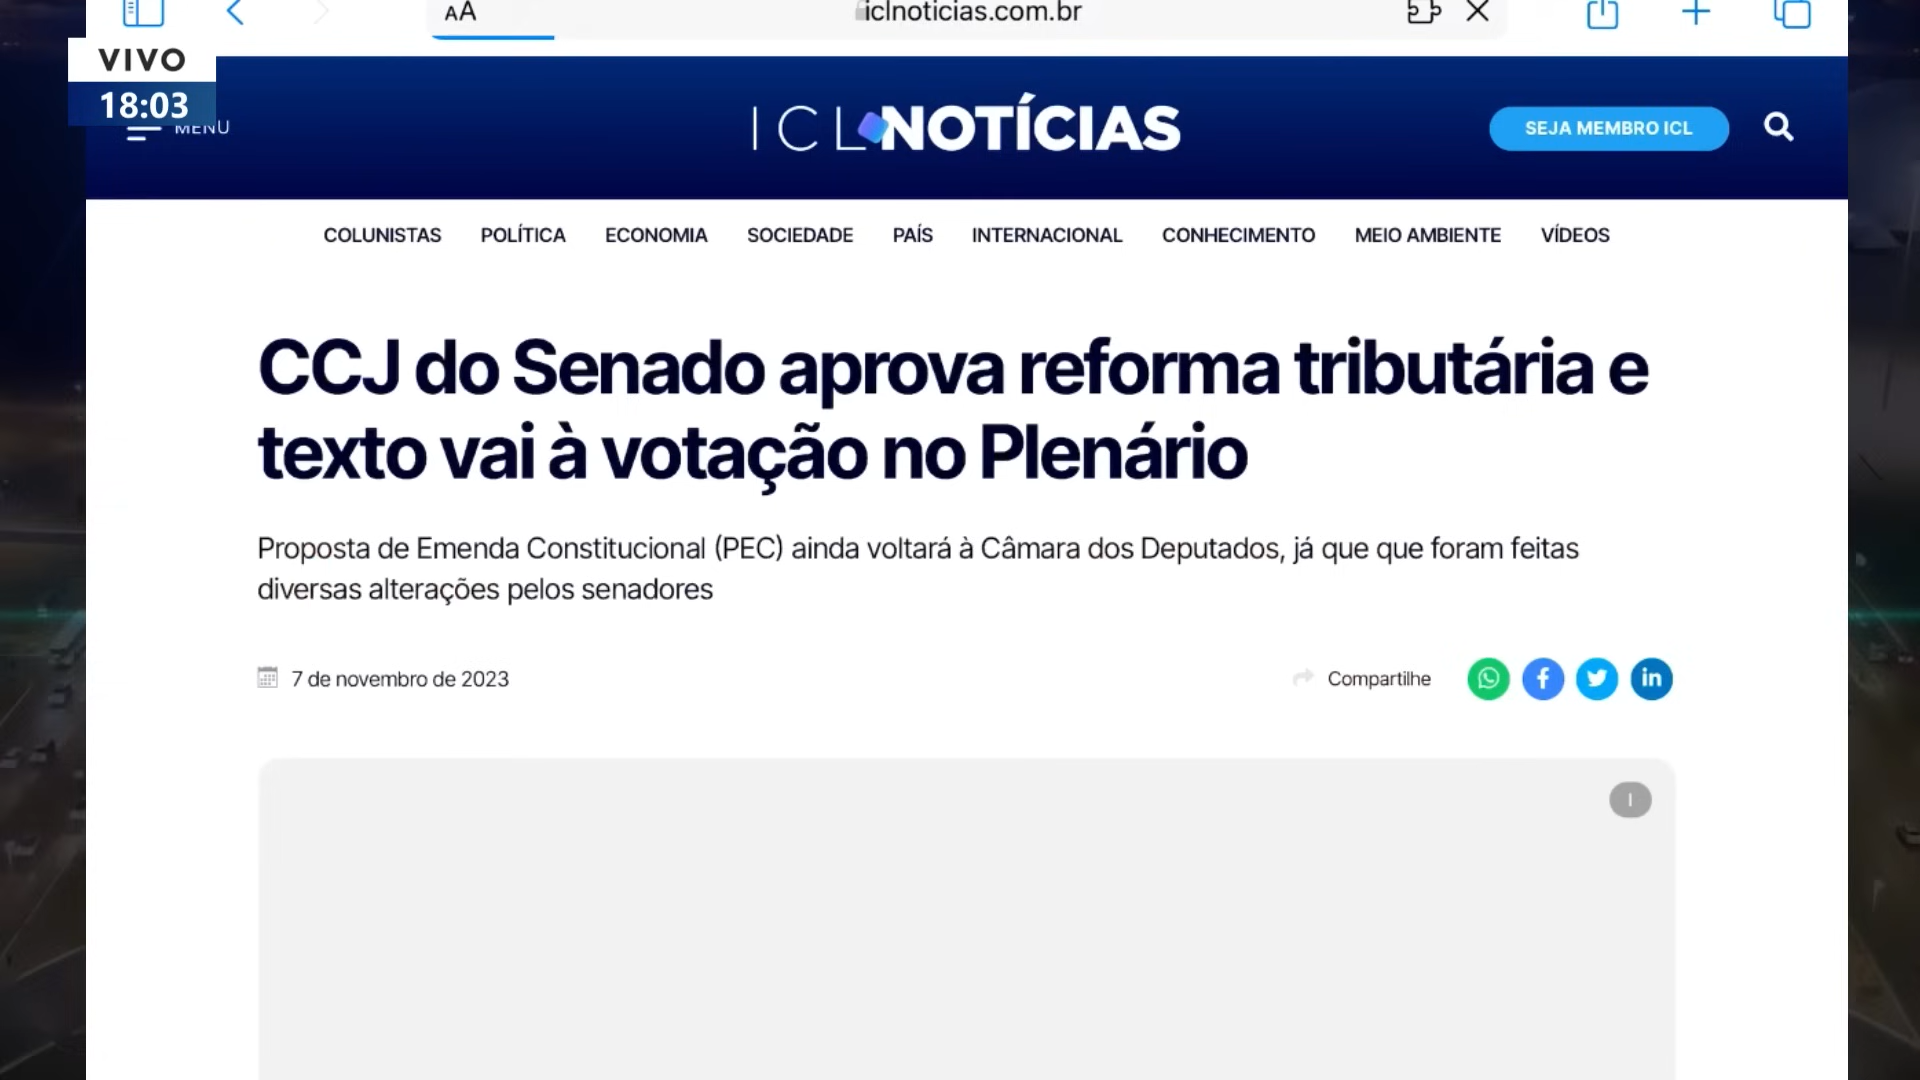 AA
iclnoticias.com.br
VIVO
18:03
MENU
ICL NOTÍCIAS
SEJA MEMBRO ICL
COLUNISTAS POLÍTICA ECONOMIA SOCIEDADE PAÍS INTERNACIONAL CONHECIMENTO MEIO AMBIENTE VÍDEOS
CCJ do Senado aprova reforma tributária e
texto vai à votação no Plenário
Proposta de Emenda Constitucional (PEC) ainda voltará à Câmara dos Deputados, já que que foram feitas
diversas alterações pelos senadores
7 de novembro de 2023
Compartilhe